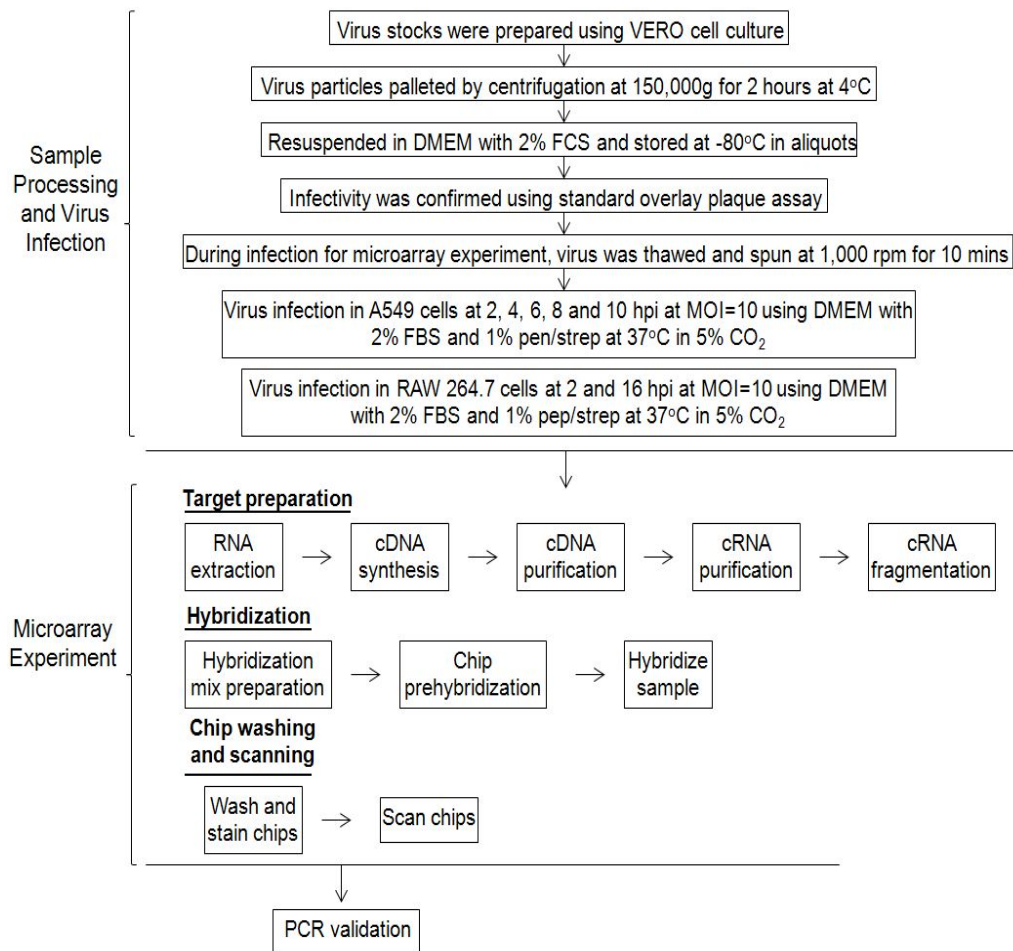 Virus stocks were prepared using VERO cell culture
Virus particles palleted by centrifugation at 150,000g for 2 hours at 4°C
Resuspended in DMEM with 2% FCS and stored at -80°C in aliquots
Infectivity was confirmed using standard overlay plaque assay
During infection for microarray experiment, virus was thawed and spun at 1,000 rpm for 10 mins
Virus infection in A549 cells at 2, 4, 6, 8 and 10 hpi at MOI=10 using DMEM with
2% FBS and 1% pen/strep at 37°C in 5% CO₂
Virus infection in RAW 264.7 cells at 2 and 16 hpi at MOI=10 using DMEM
with 2% FBS and 1% pep/strep at 37°C in 5% CO₂
Sample
Processing
and Virus
Infection
Microarray
Experiment
Target preparation
RNA
extraction
cDNA
synthesis
cDNA
purification
cRNA
purification
cRNA
fragmentation
Hybridization
Hybridization
mix preparation
Chip
prehybridization
Hybridize
sample
Chip washing
and scanning
Wash and
stain chips
Scan chips
PCR validation